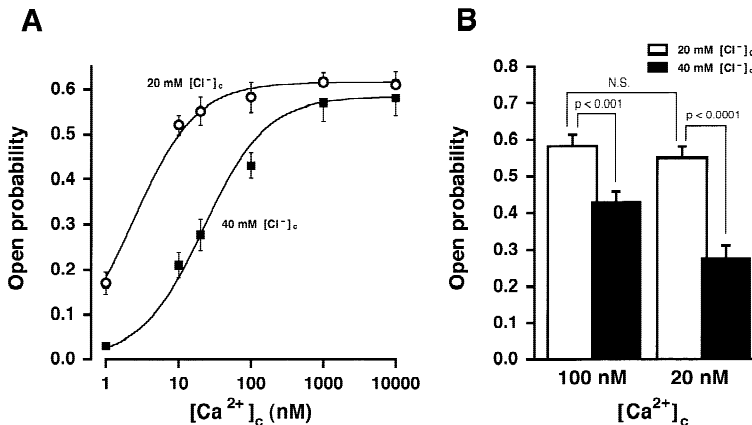 A
Open probability
0.6
0.5
0.4
0.3
0.2
0.1
0.0
20 mM [Cl⁻]c
40 mM [Cl⁻]c
1
10
100
1000
10000
[Ca²⁺]c (nM)
B
20 mM [Cl⁻]c
40 mM [Cl⁻]c
Open probability
0.8
0.7
0.6
0.5
0.4
0.3
0.2
0.1
0.0
N.S.
p < 0.001
p < 0.0001
100 nM
20 nM
[Ca²⁺]c